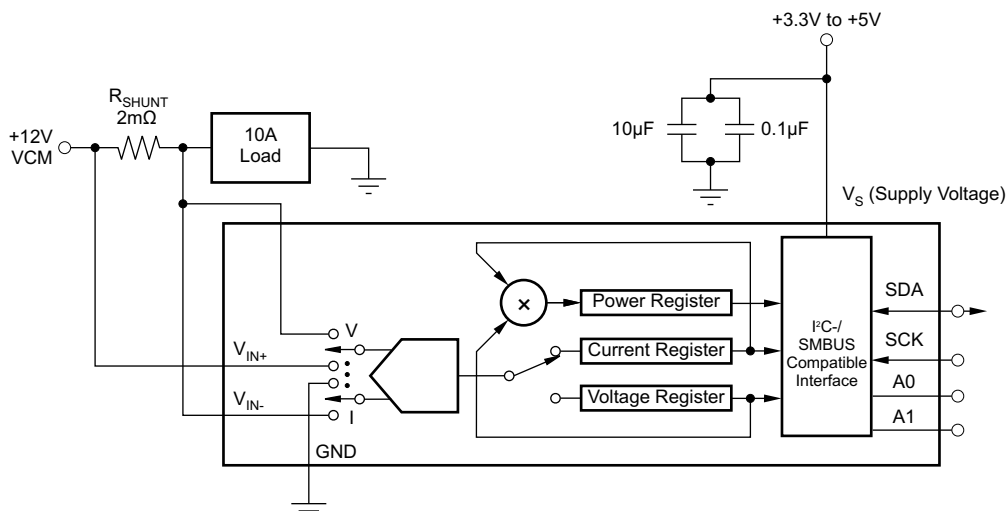 +3.3V to +5V
R_SHUNT
2mΩ
+12V
VCM
10A
Load
10µF
0.1µF
V_S (Supply Voltage)
×
Power Register
SDA
V
I²C-/
SMBUS
Compatible
Interface
V_IN+
Current Register
SCK
V_IN-
Voltage Register
A0
I
A1
GND